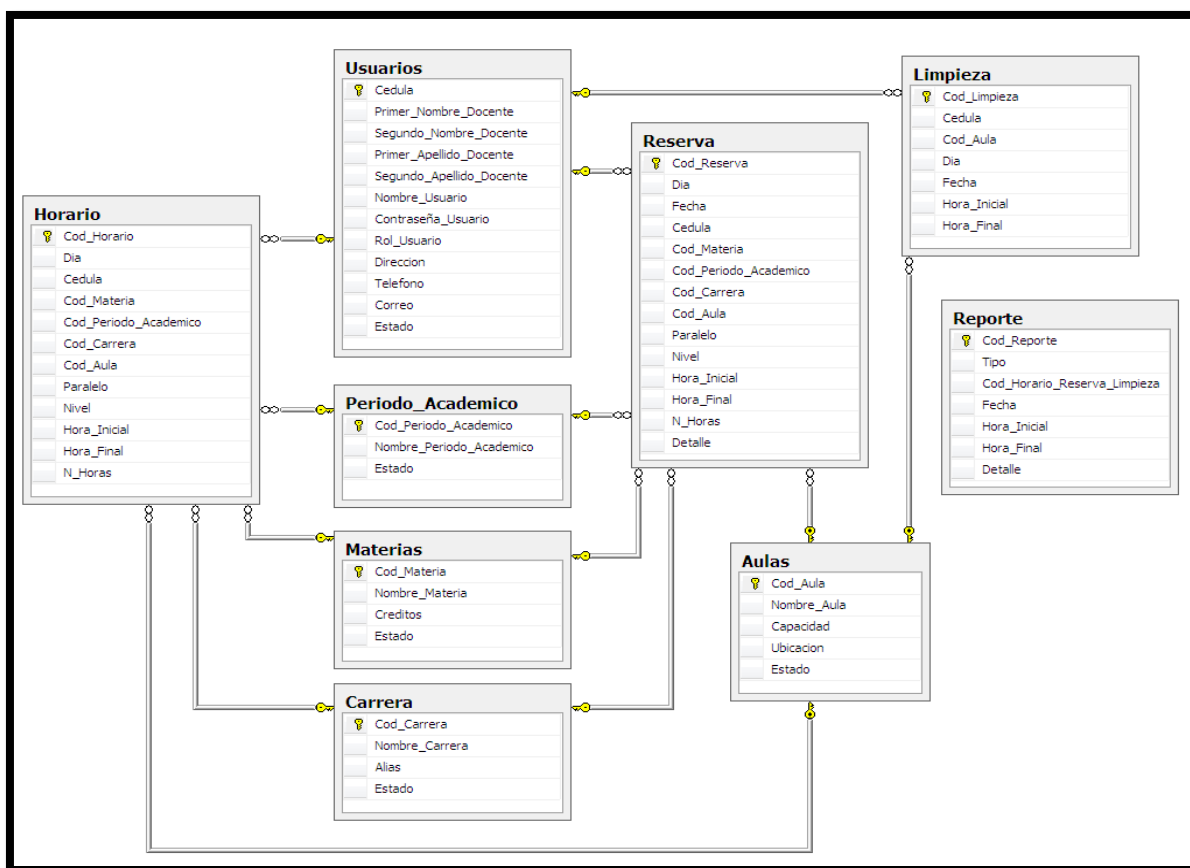 Usuarios
Cedula
Primer_Nombre_Docente
Segundo_Nombre_Docente
Primer_Apellido_Docente
Segundo_Apellido_Docente
Nombre_Usuario
Contraseña_Usuario
Rol_Usuario
Direccion
Telefono
Correo
Estado
Limpieza
Cod_Limpieza
Cedula
Cod_Aula
Dia
Fecha
Hora_Inicial
Hora_Final
Reserva
Cod_Reserva
Dia
Fecha
Cedula
Cod_Materia
Cod_Periodo_Academico
Cod_Carrera
Cod_Aula
Paralelo
Nivel
Hora_Inicial
Hora_Final
N_Horas
Detalle
Horario
Cod_Horario
Dia
Cedula
Cod_Materia
Cod_Periodo_Academico
Cod_Carrera
Cod_Aula
Paralelo
Nivel
Hora_Inicial
Hora_Final
N_Horas
Reporte
Cod_Reporte
Tipo
Cod_Horario_Reserva_Limpieza
Fecha
Hora_Inicial
Hora_Final
Detalle
Periodo_Academico
Cod_Periodo_Academico
Nombre_Periodo_Academico
Estado
Materias
Cod_Materia
Nombre_Materia
Creditos
Estado
Aulas
Cod_Aula
Nombre_Aula
Capacidad
Ubicacion
Estado
Carrera
Cod_Carrera
Nombre_Carrera
Alias
Estado